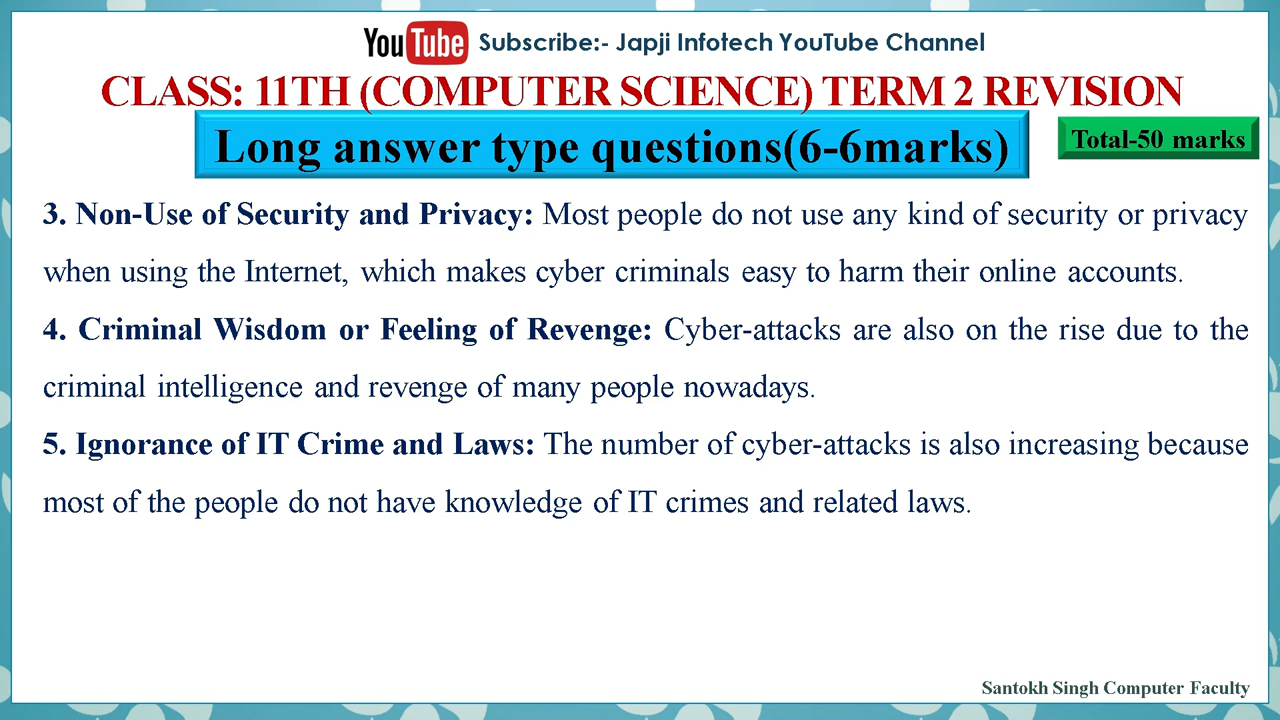 YouTube Subscribe:- Japji Infotech YouTube Channel
CLASS: 11TH (COMPUTER SCIENCE) TERM 2 REVISION
Long answer type questions(6-6marks)
Total-50 marks
3. Non-Use of Security and Privacy: Most people do not use any kind of security or privacy
when using the Internet, which makes cyber criminals easy to harm their online accounts.
4. Criminal Wisdom or Feeling of Revenge: Cyber-attacks are also on the rise due to the
criminal intelligence and revenge of many people nowadays.
5. Ignorance of IT Crime and Laws: The number of cyber-attacks is also increasing because
most of the people do not have knowledge of IT crimes and related laws.
Santokh Singh Computer Faculty